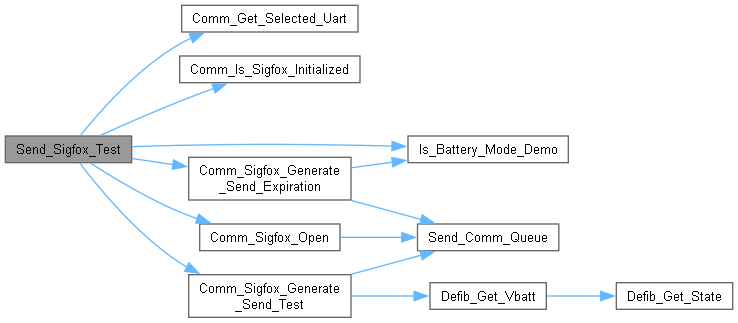 Comm_Get_Selected_Uart
Comm_Is_Sigfox_Initialized
Send_Sigfox_Test
Is_Battery_Mode_Demo
Comm_Sigfox_Generate
_Send_Expiration
Comm_Sigfox_Open
Send_Comm_Queue
Comm_Sigfox_Generate
_Send_Test
Defib_Get_Vbatt
Defib_Get_State